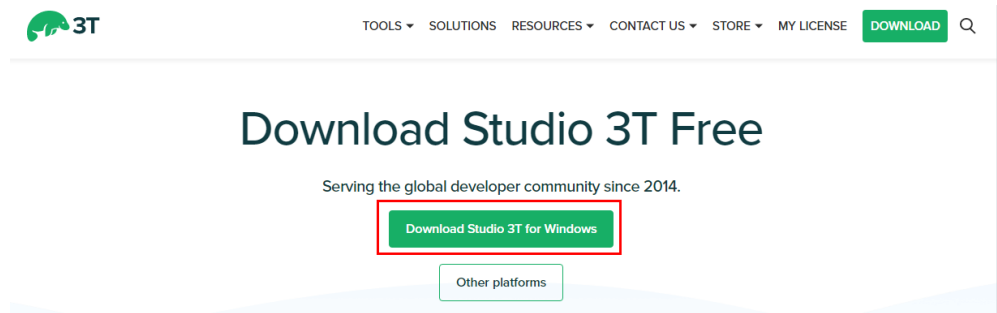 3T
TOOLS SOLUTIONS RESOURCES CONTACT US STORE MY LICENSE DOWNLOAD
Download Studio 3T Free
Serving the global developer community since 2014.
Download Studio 3T for Windows
Other platforms